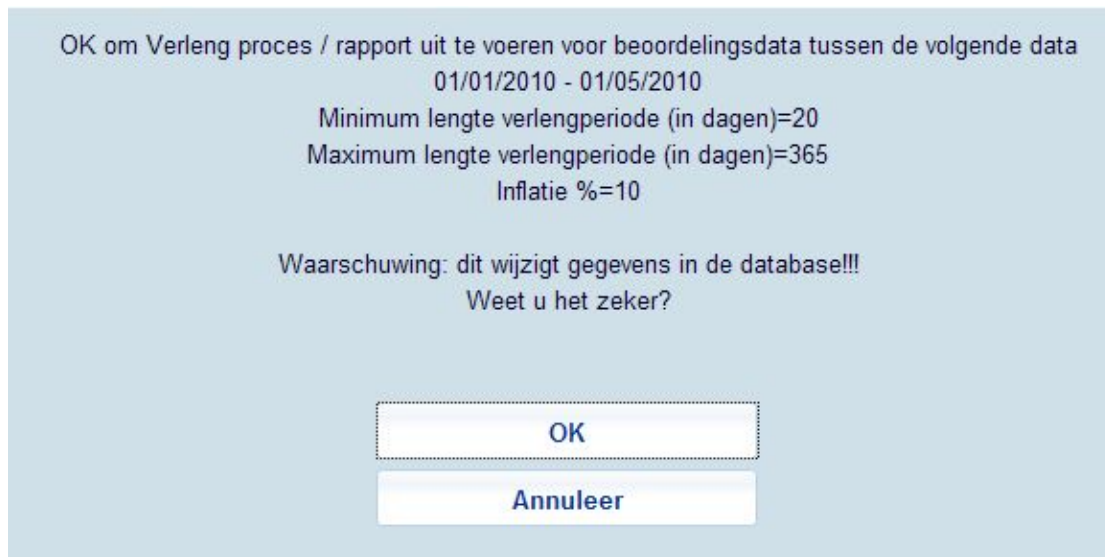 OK om Verleng proces / rapport uit te voeren voor beoordelingsdata tussen de volgende data
01/01/2010 - 01/05/2010
Minimum lengte verlengperiode (in dagen)=20
Maximum lengte verlengperiode (in dagen)=365
Inflatie %=10
Waarschuwing: dit wijzigt gegevens in de database!!!
Weet u het zeker?
OK
Annuleer